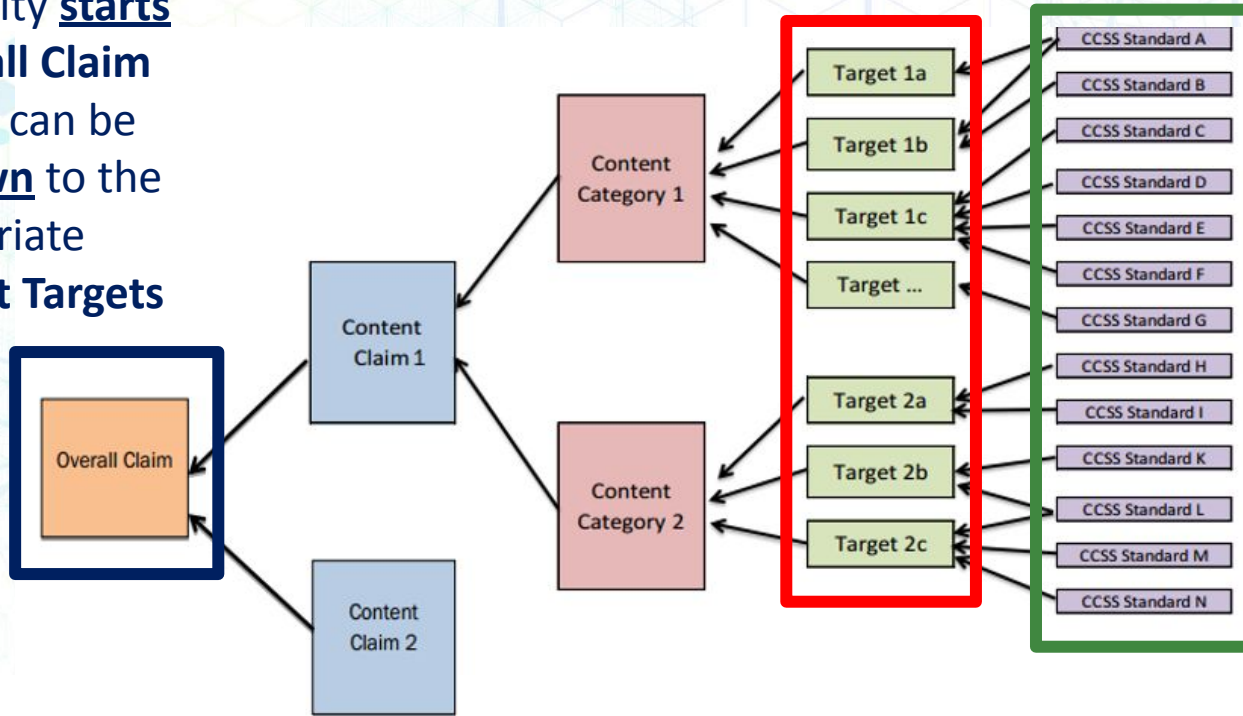 ity starts
all Claim
can be
wn to the
riate
t Targets
Overall Claim
Content
Claim 1
Content
Claim 2
Content
Category 1
Content
Category 2
Target 1a
Target 1b
Target 1c
Target ...
Target 2a
Target 2b
Target 2c
CCSS Standard A
CCSS Standard B
CCSS Standard C
CCSS Standard D
CCSS Standard E
CCSS Standard F
CCSS Standard G
CCSS Standard H
CCSS Standard I
CCSS Standard K
CCSS Standard L
CCSS Standard M
CCSS Standard N